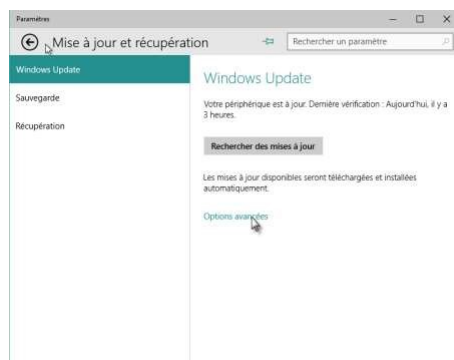 Paramètres
Mise à jour et récupération
Rechercher un paramètre
Windows Update
Sauvegarde
Récupération
Windows Update
Votre périphérique est à jour. Dernière vérification : Aujourd'hui, il y a
3 heures.
Rechercher des mises à jour
Les mises à jour disponibles seront téléchargées et installées
automatiquement.
Options avancées